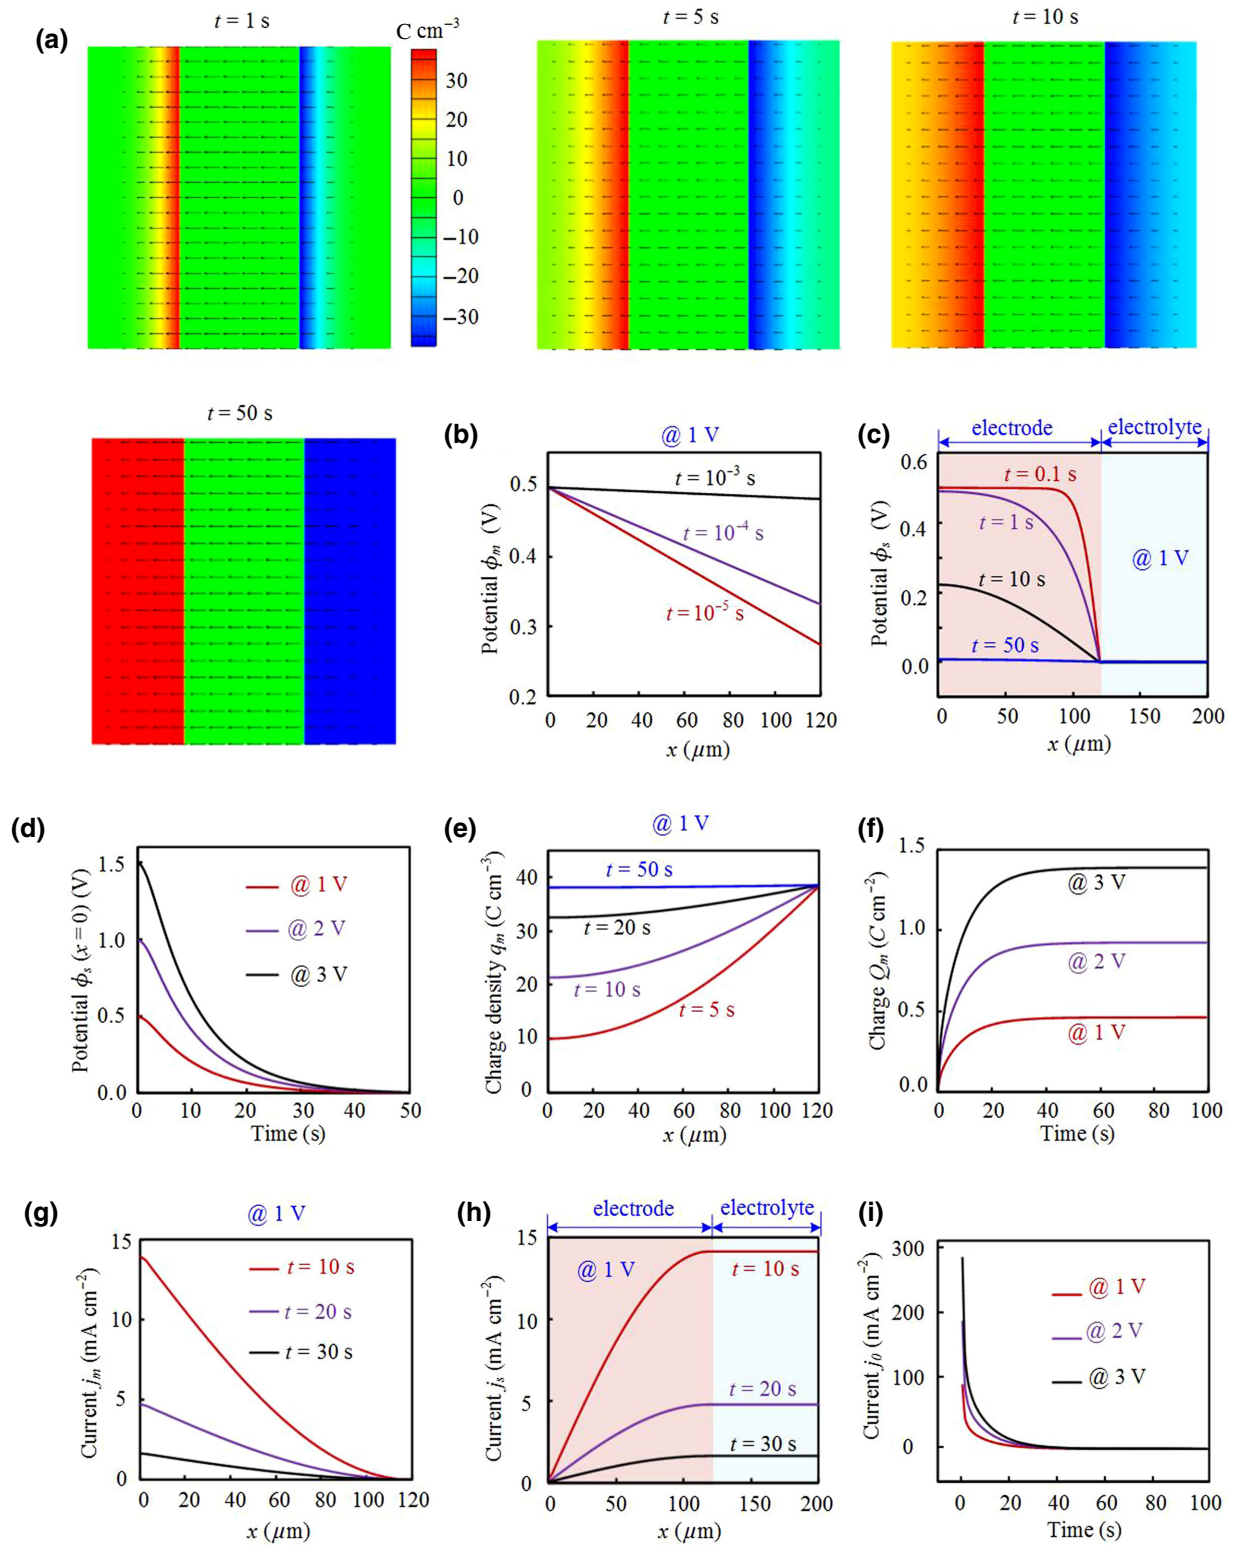 (a)
t = 1 s
C cm⁻³
t = 5 s
t = 10 s
30
20
10
0
–10
–20
–30
t = 50 s
(b)
@ 1 V
Potential ϕm (V)
0.5
0.4
0.3
0.2
t = 10⁻³ s
t = 10⁻⁴ s
t = 10⁻⁵ s
0 20 40 60 80 100 120
x (μm)
(c)
electrode electrolyte
Potential ϕs (V)
0.6
0.4
0.2
0.0
t = 0.1 s
t = 1 s
@ 1 V
t = 10 s
t = 50 s
0 50 100 150 200
x (μm)
(d)
Potential ϕs (x = 0) (V)
1.5
1.0
0.5
0.0
@ 1 V
@ 2 V
@ 3 V
0 10 20 30 40 50
Time (s)
(e)
@ 1 V
Charge density qm (C cm⁻³)
40
30
20
10
0
t = 50 s
t = 20 s
t = 10 s
t = 5 s
0 20 40 60 80 100 120
x (μm)
(f)
Charge Qm (C cm⁻²)
1.5
1.0
0.5
0.0
@ 3 V
@ 2 V
@ 1 V
0 20 40 60 80 100
Time (s)
(g)
@ 1 V
Current jm (mA cm⁻²)
15
10
5
0
t = 10 s
t = 20 s
t = 30 s
0 20 40 60 80 100 120
x (μm)
(h)
electrode electrolyte
Current js (mA cm⁻²)
15
10
5
0
@ 1 V
t = 10 s
t = 20 s
t = 30 s
0 50 100 150 200
x (μm)
(i)
Current j0 (mA cm⁻²)
300
200
100
0
@ 1 V
@ 2 V
@ 3 V
0 20 40 60 80 100
Time (s)